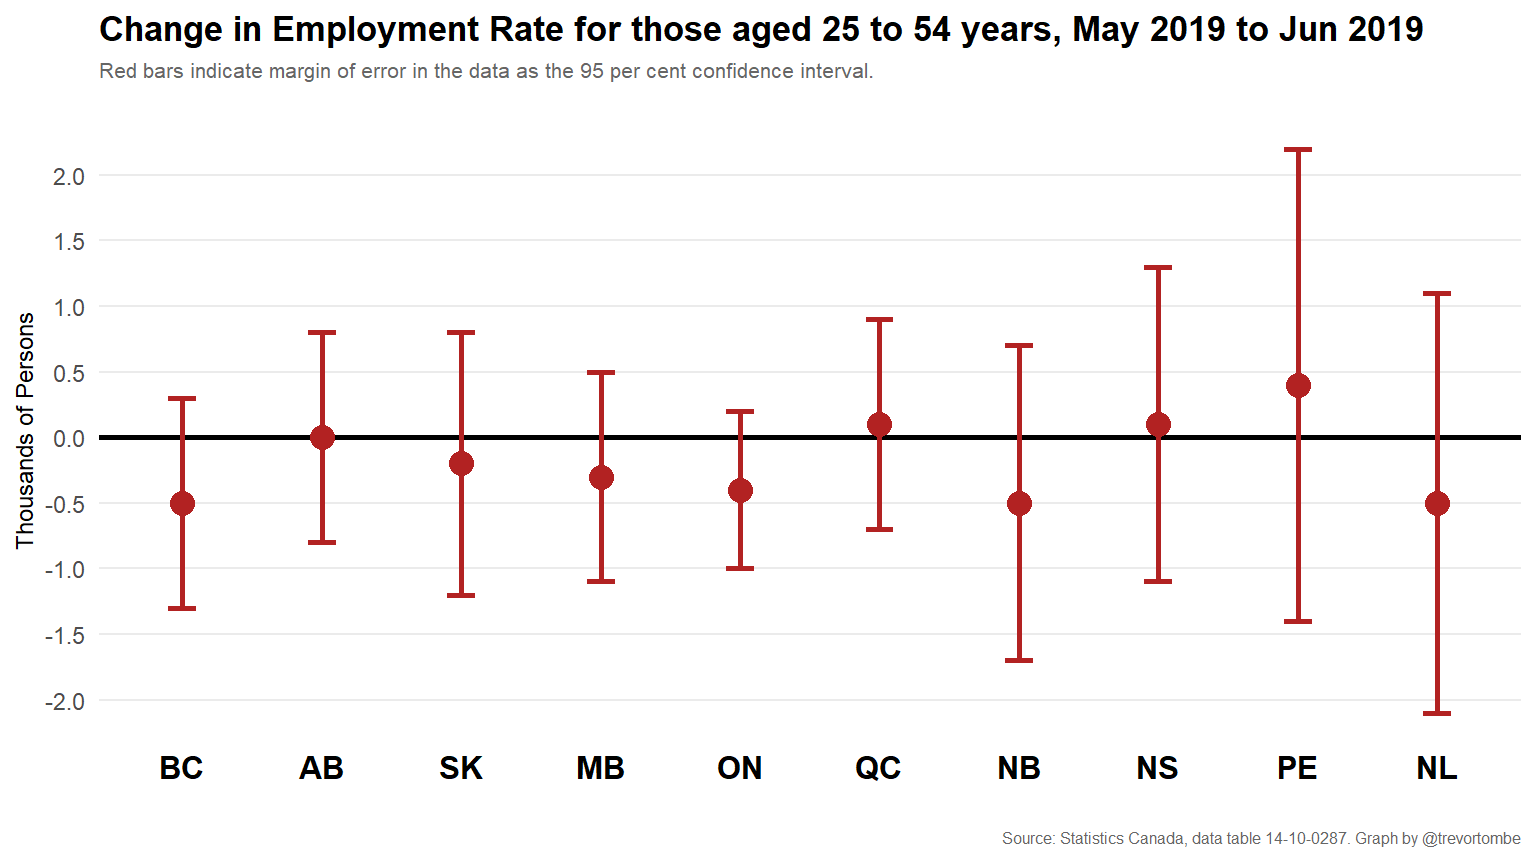 Change in Employment Rate for those aged 25 to 54 years, May 2019 to Jun 2019
Red bars indicate margin of error in the data as the 95 per cent confidence interval.
Thousands of Persons
2.0
1.5
1.0
0.5
0.0
-0.5
-1.0
-1.5
-2.0
BC AB SK MB ON QC NB NS PE NL
Source: Statistics Canada, data table 14-10-0287. Graph by @trevortombe